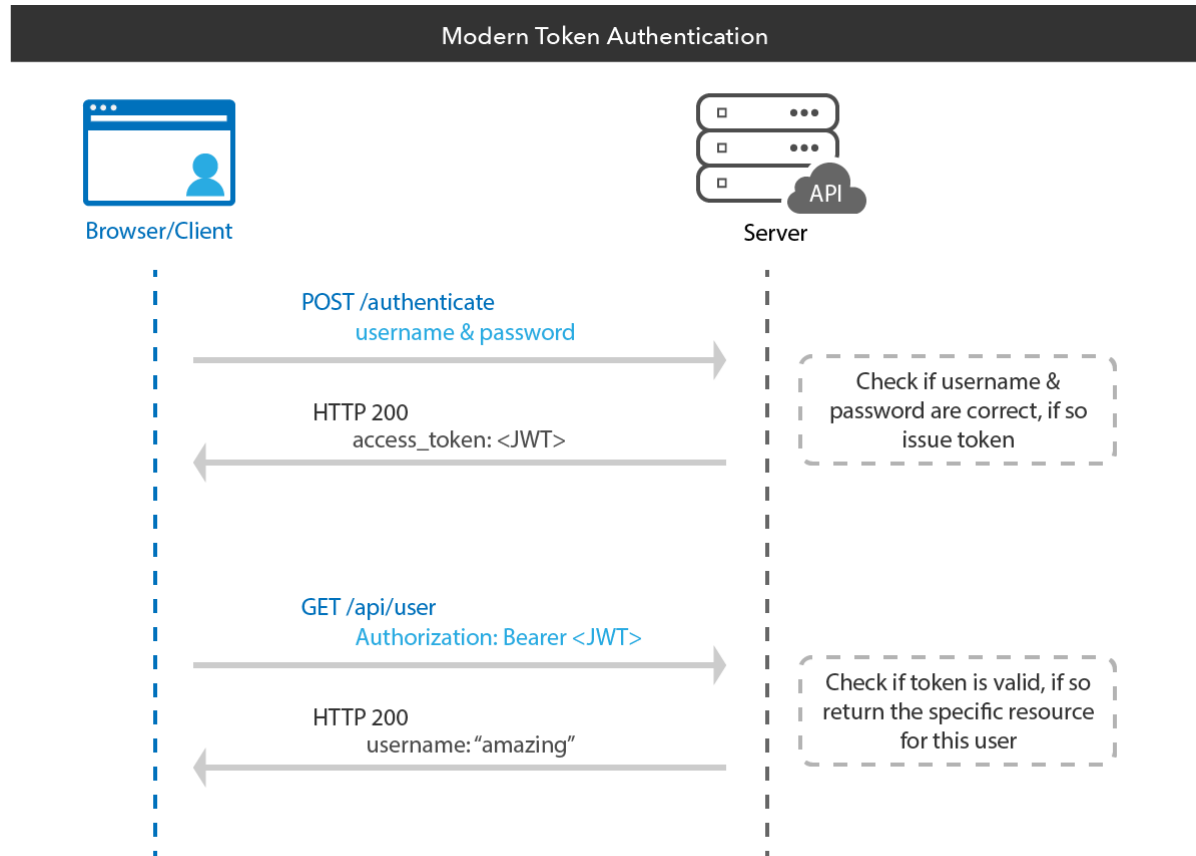 Modern Token Authentication
API
Browser/Client
Server
POST /authenticate
username & password
Check if username &
password are correct, if so
issue token
HTTP 200
access_token: <JWT>
GET /api/user
Authorization: Bearer <JWT>
Check if token is valid, if so
return the specific resource
for this user
HTTP 200
username: “amazing”